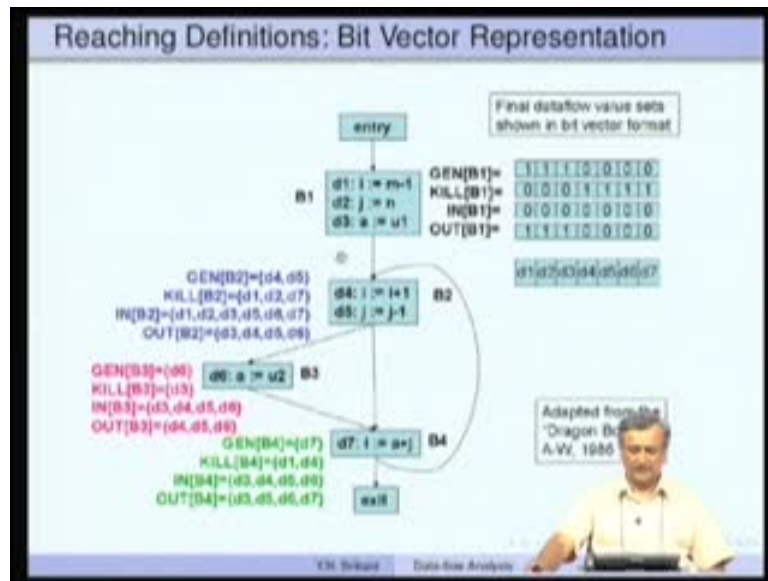 Reaching Definitions: Bit Vector Representation
Final dataflow value sets
shown in bit vector format
entry
B1
d1: i := m-1
d2: j := n
d3: a := u1
GEN[B1]= 1 1 1 0 0 0 0
KILL[B1]= 0 0 0 1 1 1 1
IN[B1]= 0 0 0 0 0 0 0
OUT[B1]= 1 1 1 0 0 0 0
d1 d2 d3 d4 d5 d6 d7
GEN[B2]={d4,d5}
KILL[B2]={d1,d2,d7}
IN[B2]={d1,d2,d3,d5,d6,d7}
OUT[B2]={d3,d4,d5,d6}
d4: i := i+1
d5: j := j-1
B2
GEN[B3]={d6}
KILL[B3]={d3}
IN[B3]={d3,d4,d5,d6}
OUT[B3]={d4,d5,d6}
d6: a := u2
B3
GEN[B4]={d7}
KILL[B4]={d1,d4}
IN[B4]={d3,d4,d5,d6}
OUT[B4]={d3,d5,d6,d7}
d7: i := a+j
B4
exit
Adapted from the
"Dragon Bo
A-W, 1986
Y.N. Srikant
Data-flow Analysis